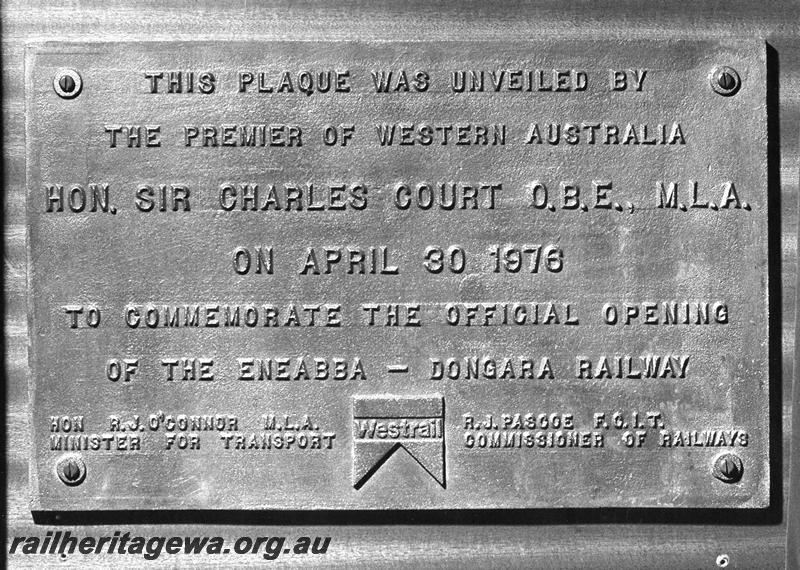 THIS PLAQUE WAS UNVEILED BY
THE PREMIER OF WESTERN AUSTRALIA
HON. SIR CHARLES COURT O.B.E., M.L.A.
ON APRIL 30 1976
TO COMMEMORATE THE OFFICIAL OPENING
OF THE ENEABBA – DONGARA RAILWAY
HON R.J. O'CONNOR M.L.A.
MINISTER FOR TRANSPORT
Westrail
R.J. PASCOE F.C.I.T.
COMMISSIONER OF RAILWAYS
railheritagewa.org.au